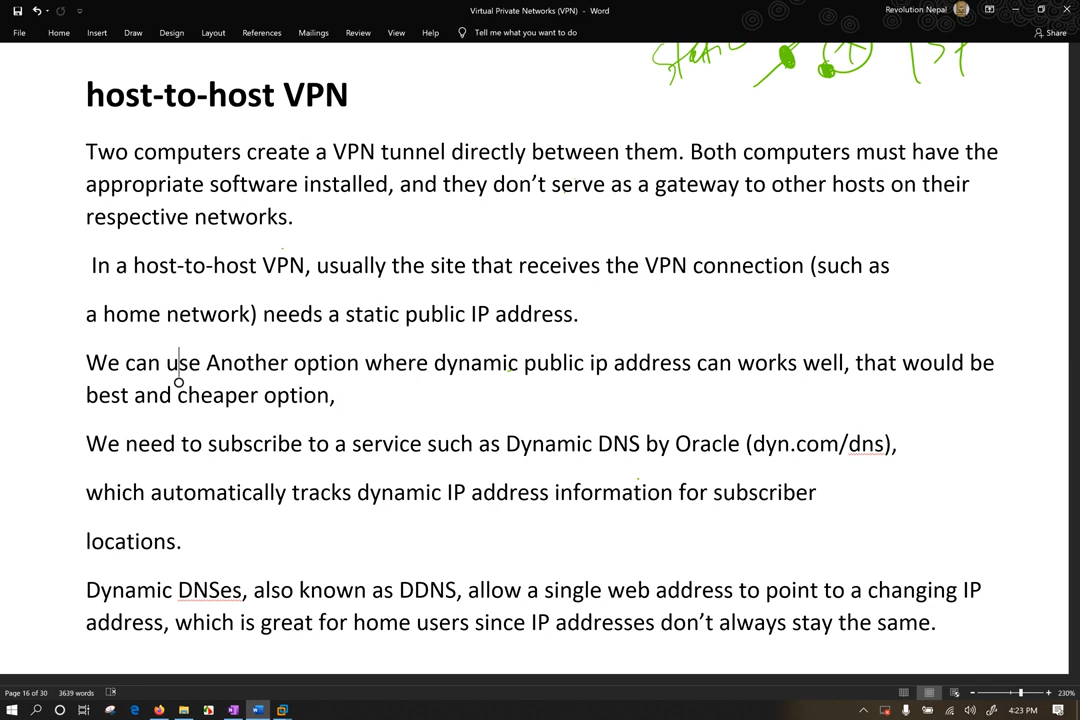 Virtual Private Networks (VPN) - Word
Revolution Nepal
File Home Insert Draw Design Layout References Mailings Review View Help Tell me what you want to do
Share
static
host-to-host VPN
Two computers create a VPN tunnel directly between them. Both computers must have the
appropriate software installed, and they don’t serve as a gateway to other hosts on their
respective networks.
In a host-to-host VPN, usually the site that receives the VPN connection (such as
a home network) needs a static public IP address.
We can use Another option where dynamic public ip address can works well, that would be
best and cheaper option,
We need to subscribe to a service such as Dynamic DNS by Oracle (dyn.com/dns),
which automatically tracks dynamic IP address information for subscriber
locations.
Dynamic DNSes, also known as DDNS, allow a single web address to point to a changing IP
address, which is great for home users since IP addresses don’t always stay the same.
Page 16 of 30 3639 words
230%
4:23 PM